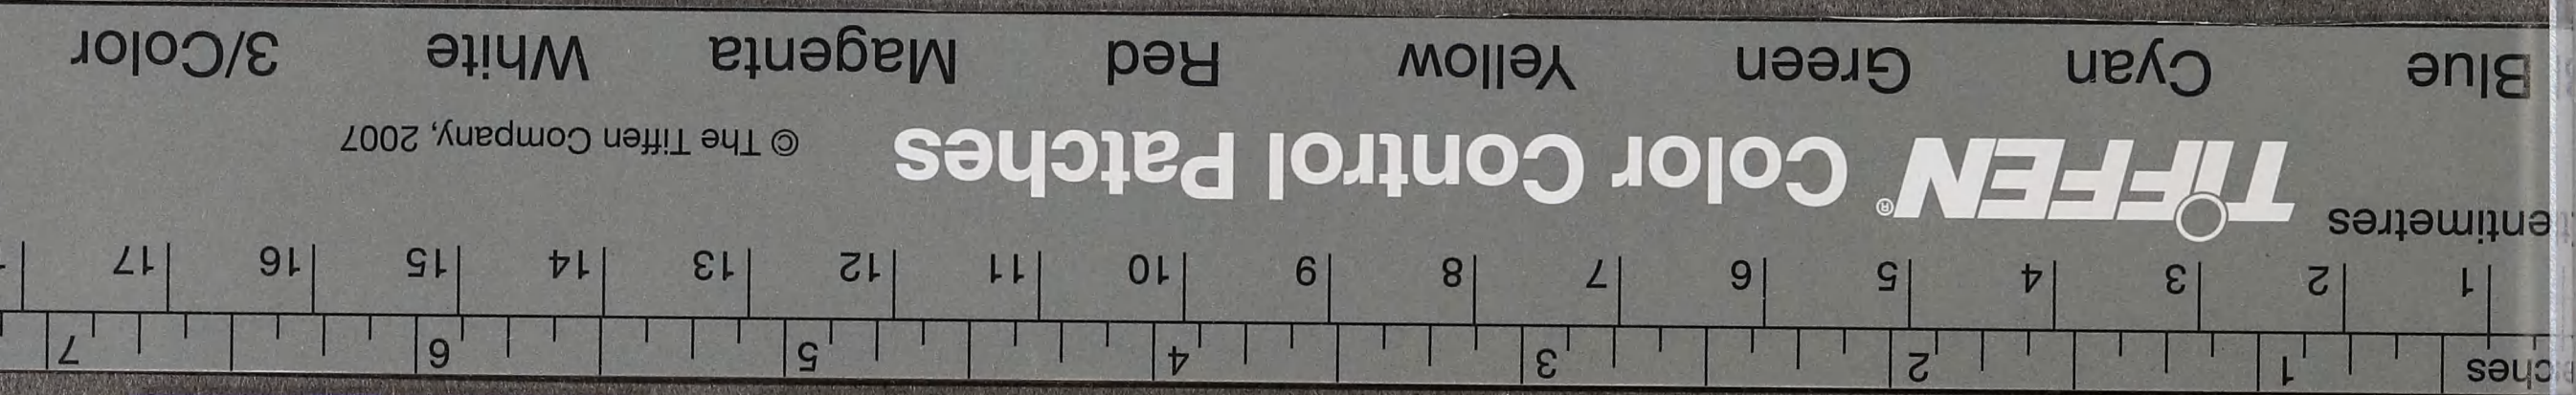 ches 1 2 3 4 5 6 7
1 2 3 4 5 6 7 8 9 10 11 12 13 14 15 16 17
entimetres
TIFFEN® Color Control Patches © The Tiffen Company, 2007
Blue Cyan Green Yellow Red Magenta White 3/Color